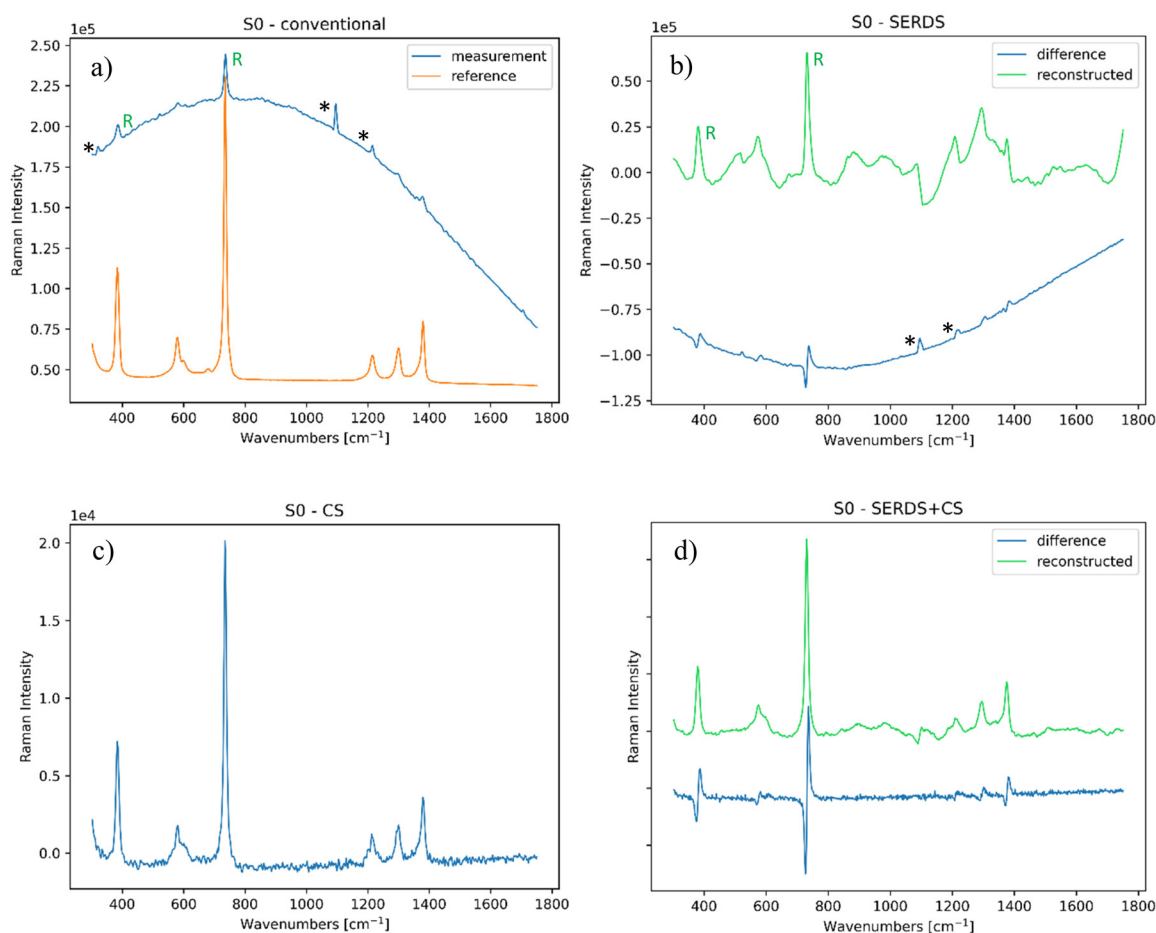 S0 - conventional
1e5
a)
R
measurement
reference
R
*
*
*
2.50
2.25
2.00
1.75
1.50
1.25
1.00
0.75
0.50
Raman Intensity
400 600 800 1000 1200 1400 1600 1800
Wavenumbers [cm⁻¹]
S0 - SERDS
1e5
b)
R
difference
reconstructed
R
*
*
0.50
0.25
0.00
−0.25
−0.50
−0.75
−1.00
−1.25
Raman Intensity
400 600 800 1000 1200 1400 1600 1800
Wavenumbers [cm⁻¹]
S0 - CS
1e4
c)
2.0
1.5
1.0
0.5
0.0
Raman Intensity
400 600 800 1000 1200 1400 1600 1800
Wavenumbers [cm⁻¹]
S0 - SERDS+CS
d)
difference
reconstructed
Raman Intensity
400 600 800 1000 1200 1400 1600 1800
Wavenumbers [cm⁻¹]